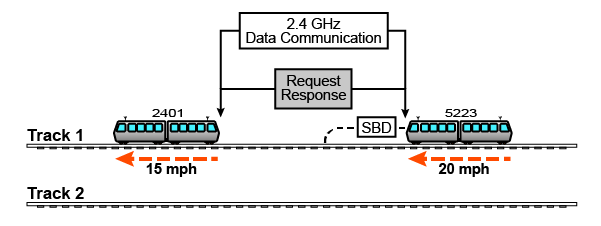 2.4 GHz
Data Communication
Request
Response
2401
SBD
5223
Track 1
15 mph
20 mph
Track 2